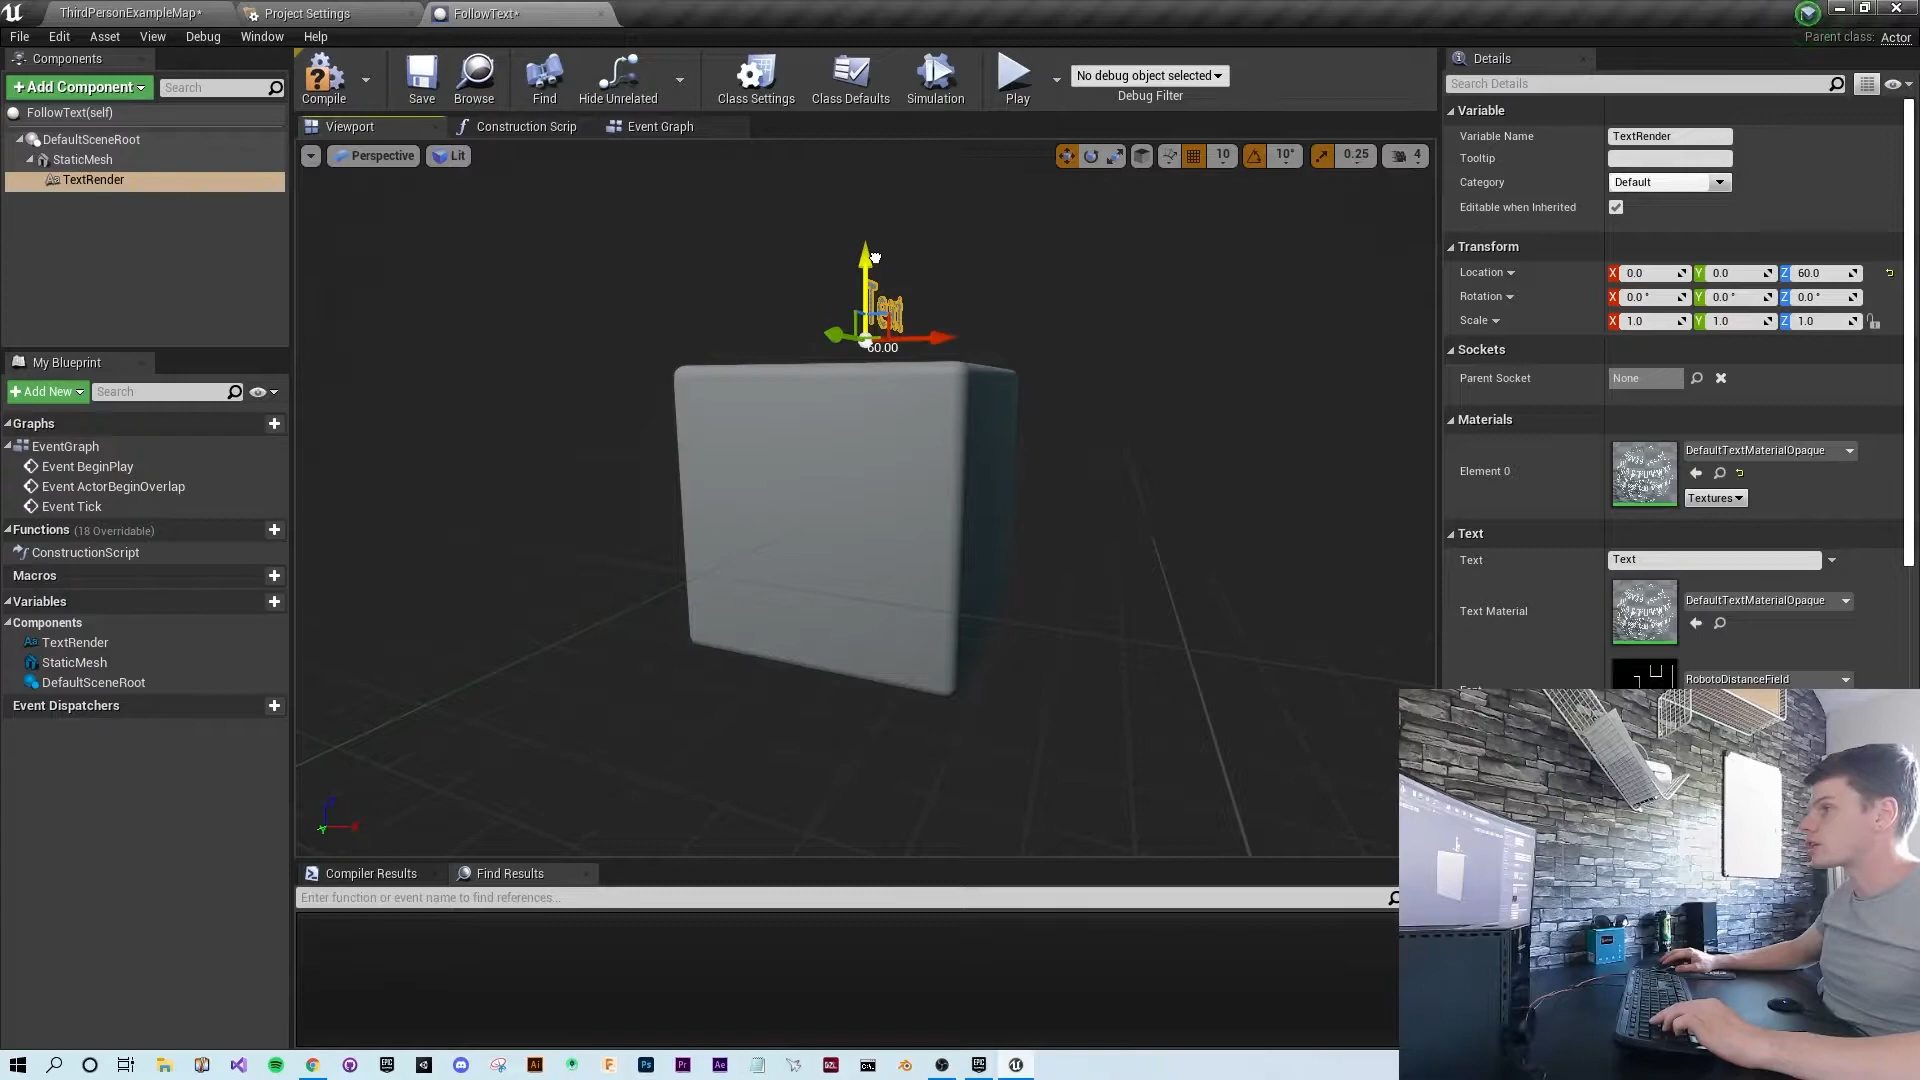 ThirdPersonExampleMap*
Project Settings
FollowText*
File Edit Asset View Debug Window Help
Parent class: Actor
Components
+Add Component
Search
FollowText(self)
DefaultSceneRoot
StaticMesh
TextRender
Compile
Save
Browse
Find
Hide Unrelated
Class Settings
Class Defaults
Simulation
Play
No debug object selected
Debug Filter
Viewport
Construction Scrip
Event Graph
Perspective
Lit
10
10°
0.25
4
60.00
Text
My Blueprint
+Add New
Search
Graphs
EventGraph
Event BeginPlay
Event ActorBeginOverlap
Event Tick
Functions (18 Overridable)
ConstructionScript
Macros
Variables
Components
TextRender
StaticMesh
DefaultSceneRoot
Event Dispatchers
Compiler Results
Find Results
Enter function or event name to find references...
Details
Search Details
Variable
Variable Name TextRender
Tooltip
Category Default
Editable when Inherited
Transform
Location X 0.0 Y 0.0 Z 60.0
Rotation X 0.0° Y 0.0° Z 0.0°
Scale X 1.0 Y 1.0 Z 1.0
Sockets
Parent Socket None
Materials
Element 0
DefaultTextMaterialOpaque
Textures
Text
Text Text
Text Material
DefaultTextMaterialOpaque
RobotoDistanceField